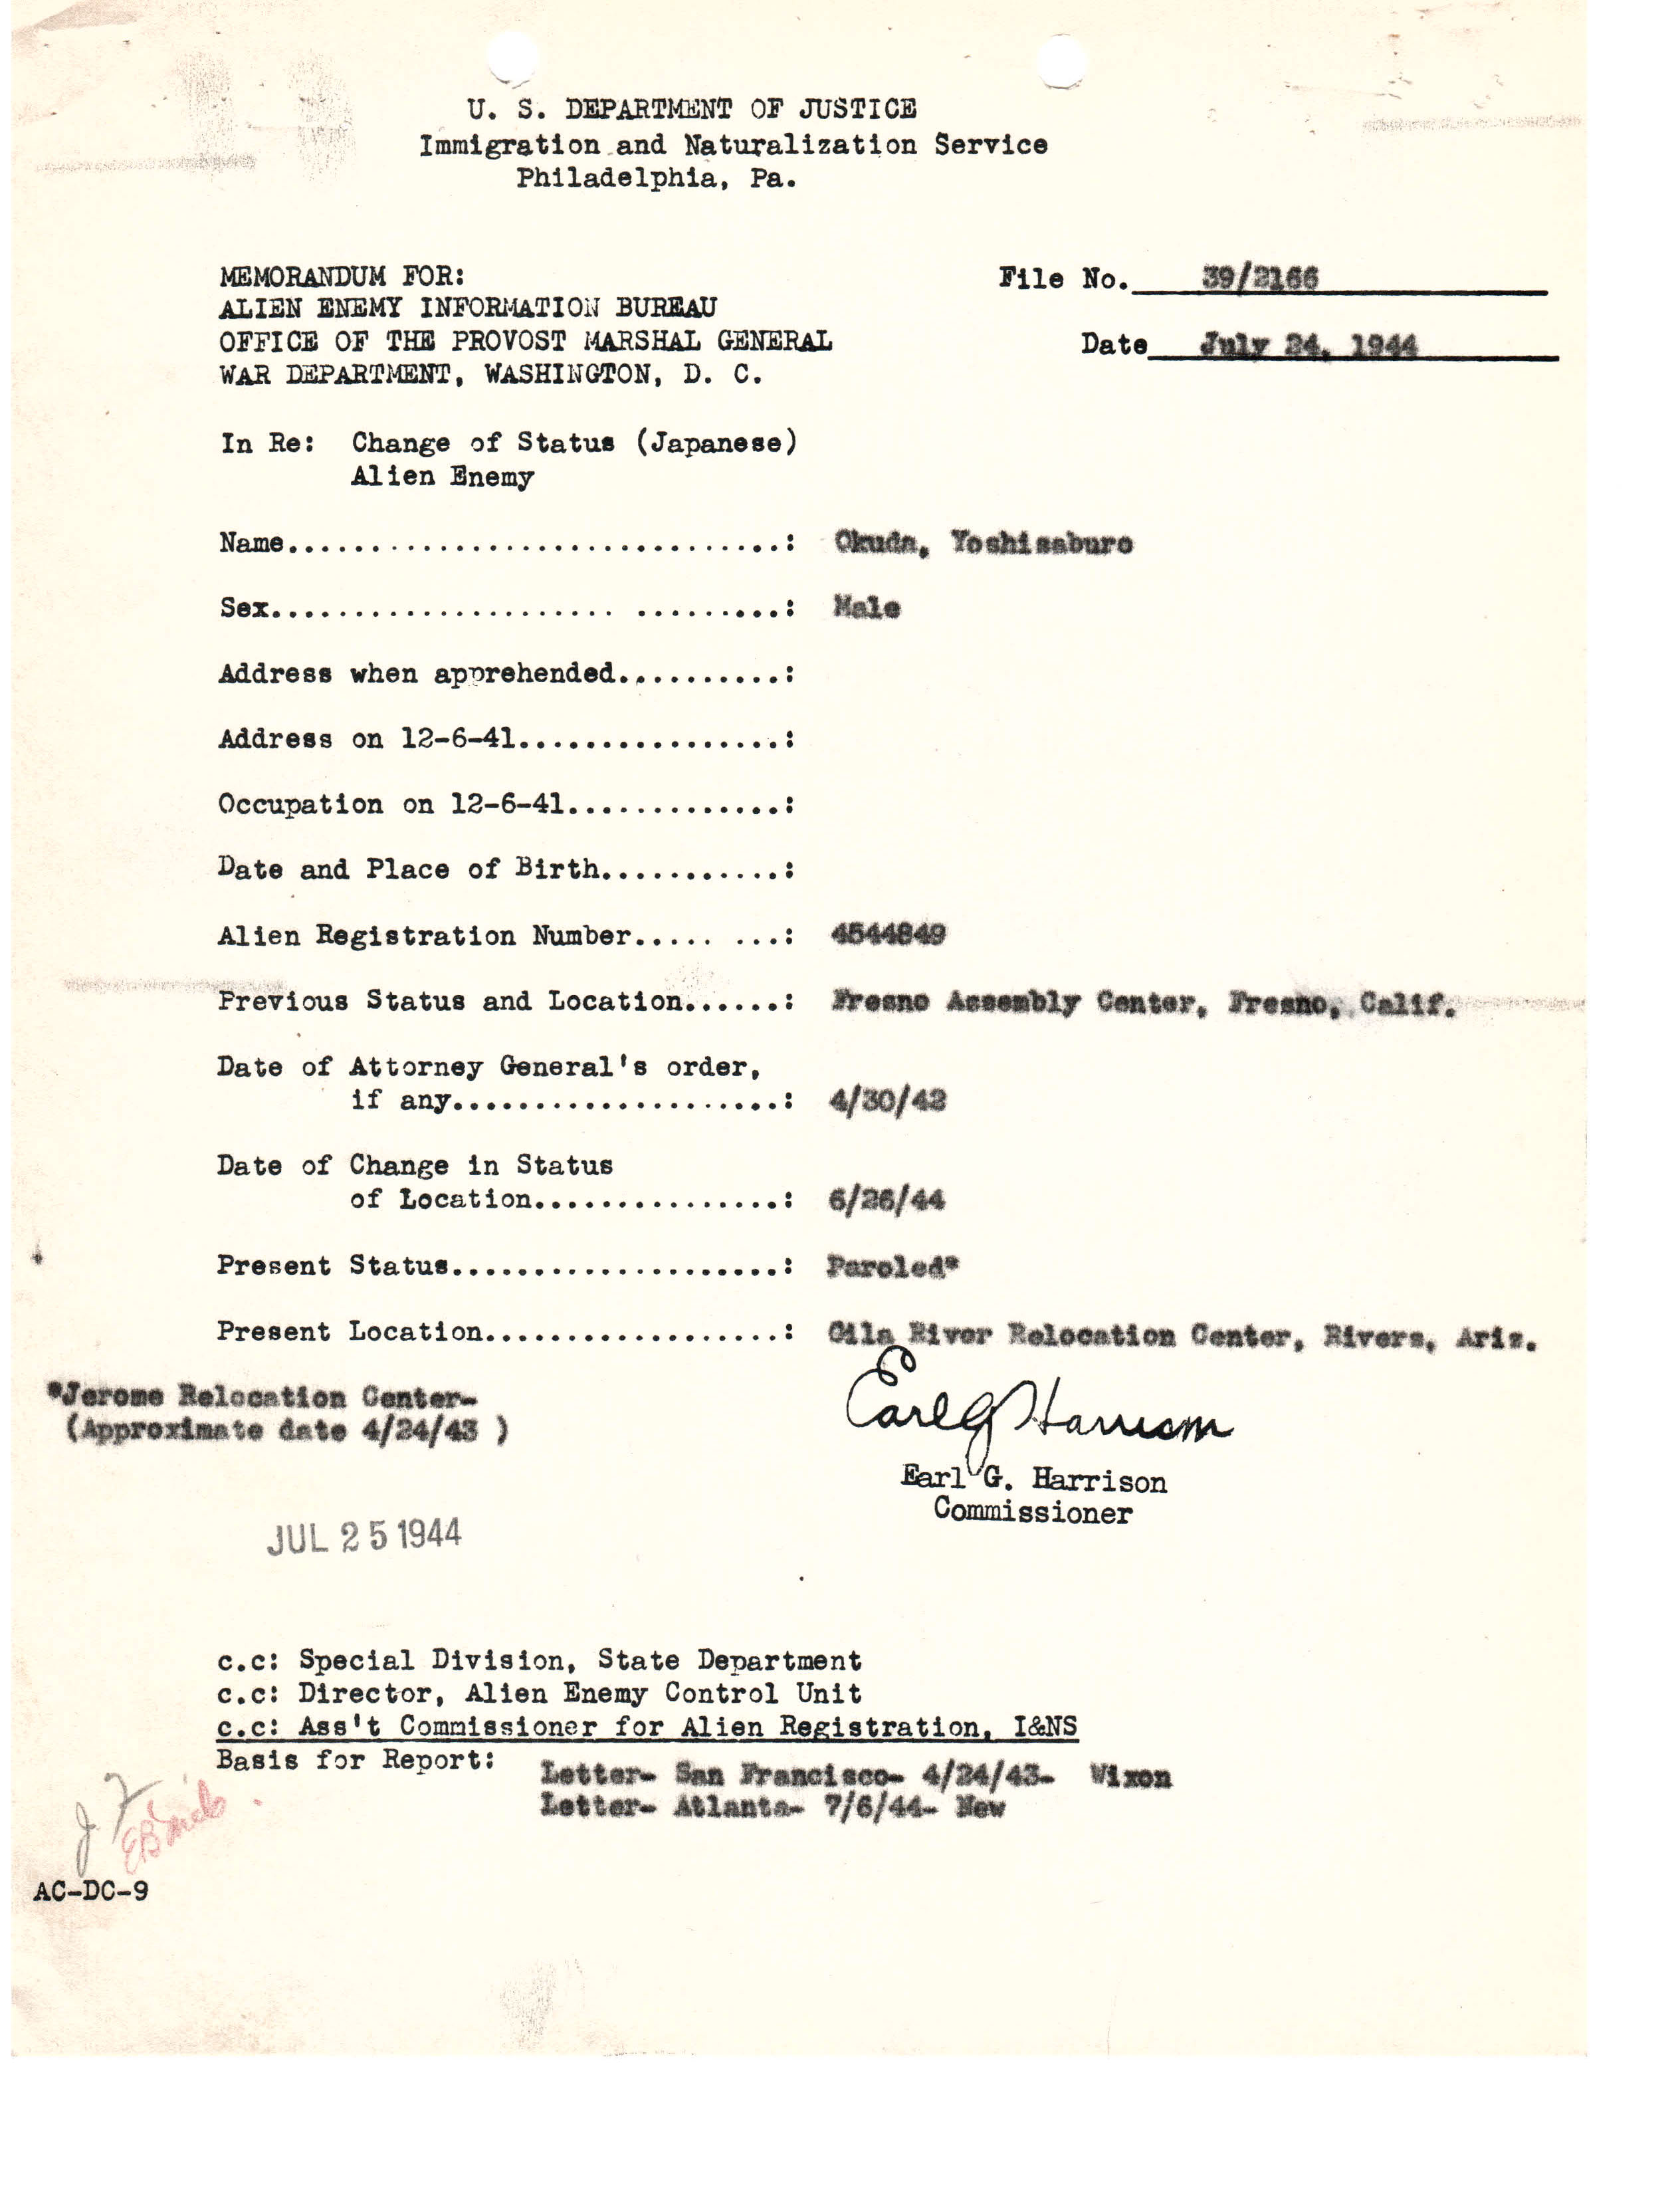 U. S. DEPARTMENT OF JUSTICE
Immigration and Naturalization Service
Philadelphia, Pa.
MEMORANDUM FOR:
ALIEN ENEMY INFORMATION BUREAU
OFFICE OF THE PROVOST MARSHAL GENERAL
WAR DEPARTMENT, WASHINGTON, D. C.
File No. 39/2166
Date July 24, 1944
In Re: Change of Status (Japanese)
Alien Enemy
Name..............................: Okuda, Yoshisaburo
Sex..................... .........: Male
Address when apprehended..........:
Address on 12-6-41................:
Occupation on 12-6-41.............:
Date and Place of Birth...........:
Alien Registration Number..... ...: 4544849
Previous Status and Location......: Fresno Assembly Center, Fresno, Calif.
Date of Attorney General's order,
if any....................: 4/30/42
Date of Change in Status
of Location...............: 6/26/44
Present Status....................: Paroled*
Present Location..................: Gila River Relocation Center, Rivers, Ariz.
*Jerome Relocation Center-
(Approximate date 4/24/43 )
Earl G Harrison
Earl G. Harrison
Commissioner
JUL 25 1944
c.c: Special Division, State Department
c.c: Director, Alien Enemy Control Unit
c.c: Ass't Commissioner for Alien Registration, I&NS
Basis for Report: Letter- San Francisco- 4/24/43- Wixon
Letter- Atlanta- 7/6/44- New
AC-DC-9